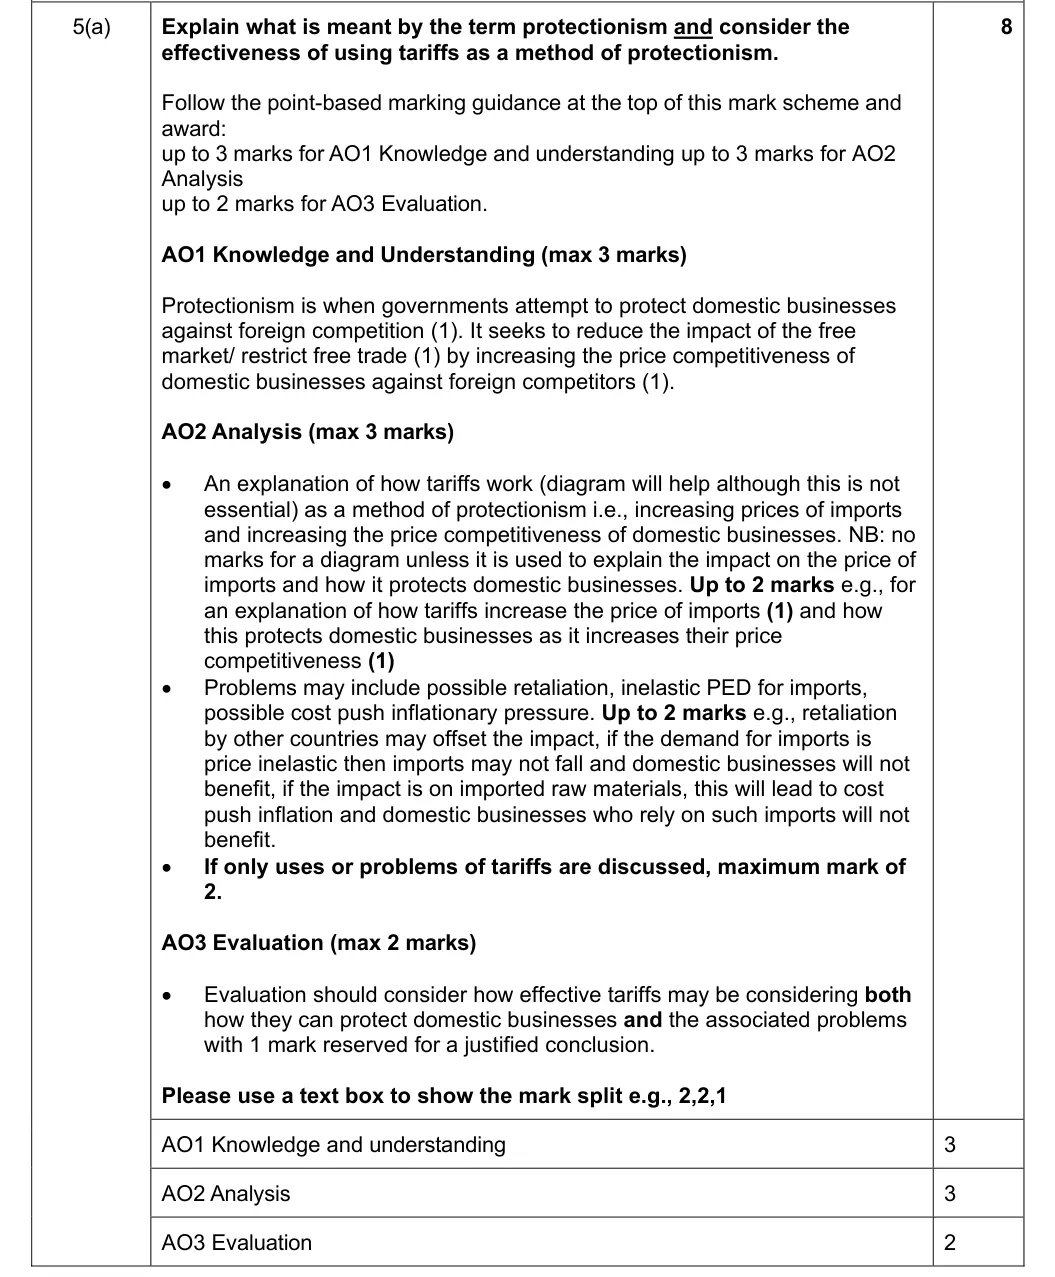 5(a)
Explain what is meant by the term protectionism and consider the
effectiveness of using tariffs as a method of protectionism.
8
Follow the point-based marking guidance at the top of this mark scheme and
award:
up to 3 marks for AO1 Knowledge and understanding up to 3 marks for AO2
Analysis
up to 2 marks for AO3 Evaluation.
AO1 Knowledge and Understanding (max 3 marks)
Protectionism is when governments attempt to protect domestic businesses
against foreign competition (1). It seeks to reduce the impact of the free
market/ restrict free trade (1) by increasing the price competitiveness of
domestic businesses against foreign competitors (1).
AO2 Analysis (max 3 marks)
• An explanation of how tariffs work (diagram will help although this is not
essential) as a method of protectionism i.e., increasing prices of imports
and increasing the price competitiveness of domestic businesses. NB: no
marks for a diagram unless it is used to explain the impact on the price of
imports and how it protects domestic businesses. Up to 2 marks e.g., for
an explanation of how tariffs increase the price of imports (1) and how
this protects domestic businesses as it increases their price
competitiveness (1)
• Problems may include possible retaliation, inelastic PED for imports,
possible cost push inflationary pressure. Up to 2 marks e.g., retaliation
by other countries may offset the impact, if the demand for imports is
price inelastic then imports may not fall and domestic businesses will not
benefit, if the impact is on imported raw materials, this will lead to cost
push inflation and domestic businesses who rely on such imports will not
benefit.
• If only uses or problems of tariffs are discussed, maximum mark of
2.
AO3 Evaluation (max 2 marks)
• Evaluation should consider how effective tariffs may be considering both
how they can protect domestic businesses and the associated problems
with 1 mark reserved for a justified conclusion.
Please use a text box to show the mark split e.g., 2,2,1
AO1 Knowledge and understanding 3
AO2 Analysis 3
AO3 Evaluation 2